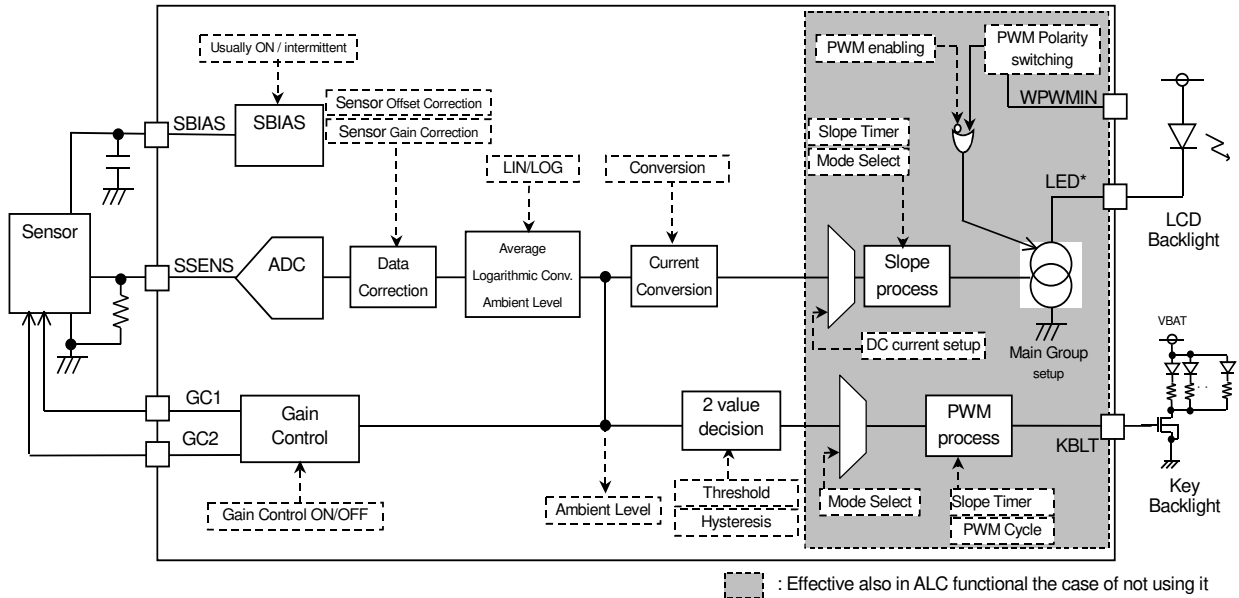 Usually ON / intermittent
PWM enabling
PWM Polarity
switching
SBIAS
SBIAS
Sensor Offset Correction
Sensor Gain Correction
WPWMIN
Slope Timer
Mode Select
LIN/LOG
Conversion
LED*
LCD
Backlight
Sensor
SSENS
ADC
Data
Correction
Average
Logarithmic Conv.
Ambient Level
Current
Conversion
Slope
process
DC current setup
Main Group
setup
VBAT
GC1
GC2
Gain
Control
2 value
decision
PWM
process
KBLT
Key
Backlight
Gain Control ON/OFF
Ambient Level
Threshold
Hysteresis
Mode Select
Slope Timer
PWM Cycle
: Effective also in ALC functional the case of not using it